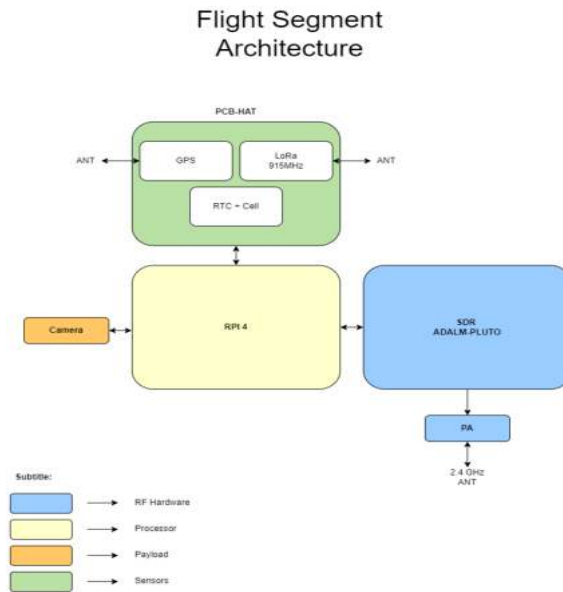 Flight Segment
Architecture
PCB-HAT
ANT
GPS
LoRa
915MHz
ANT
RTC + Cell
Camera
RPI 4
SDR
ADALM-PLUTO
PA
2.4 GHz
ANT
Subtitle:
RF Hardware
Processor
Payload
Sensors